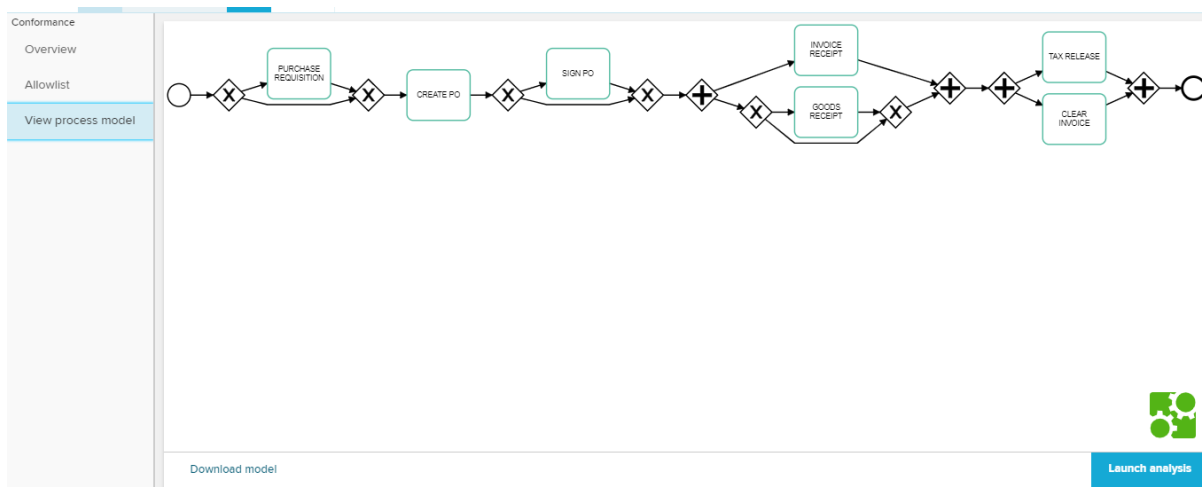 Conformance
Overview
Allowlist
View process model
PURCHASE
REQUISITION
CREATE PO
SIGN PO
INVOICE
RECEIPT
GOODS
RECEIPT
TAX RELEASE
CLEAR
INVOICE
Download model
Launch analysis